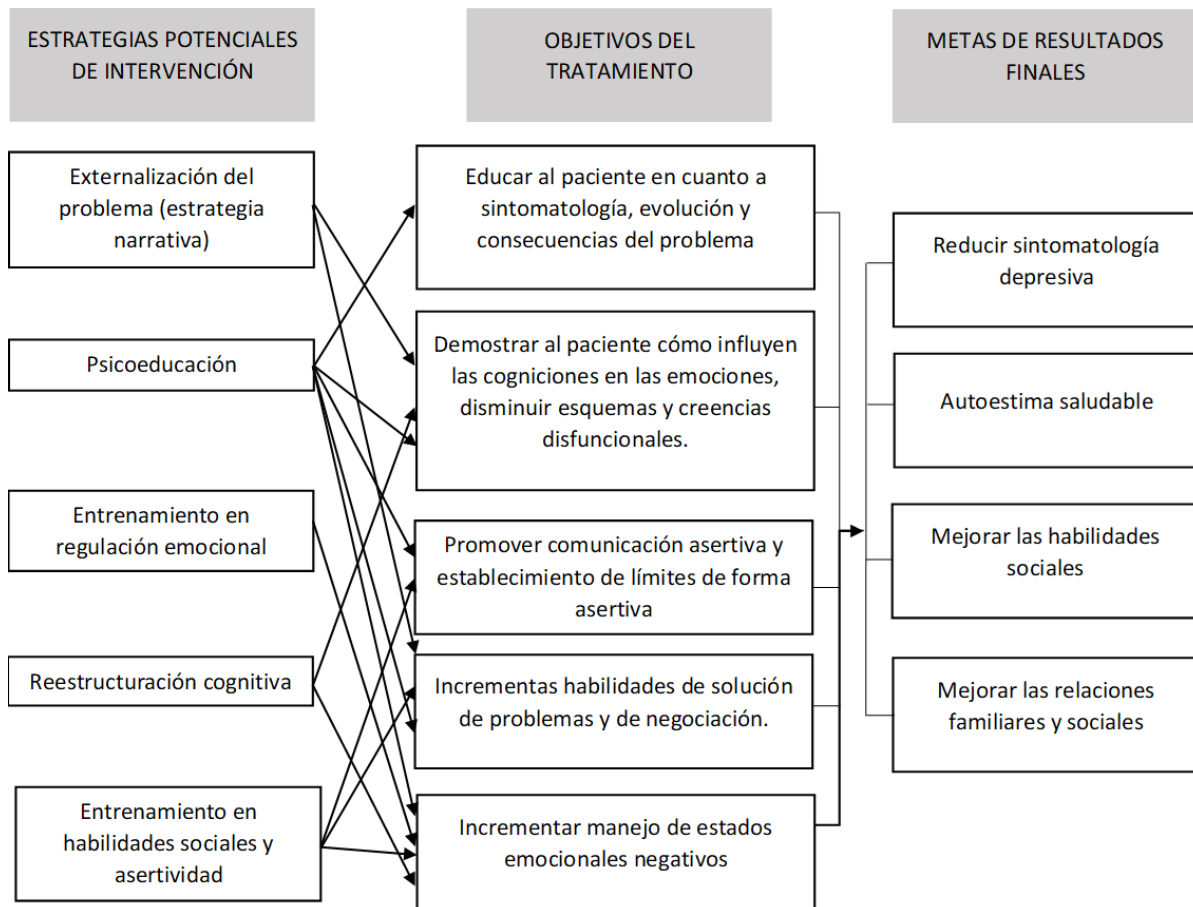 ESTRATEGIAS POTENCIALES
DE INTERVENCIÓN
OBJETIVOS DEL
TRATAMIENTO
METAS DE RESULTADOS
FINALES
Externalización del
problema (estrategia
narrativa)
Psicoeducación
Entrenamiento en
regulación emocional
Reestructuración cognitiva
Entrenamiento en
habilidades sociales y
asertividad
Educar al paciente en cuanto a
sintomatología, evolución y
consecuencias del problema
Demostrar al paciente cómo influyen
las cogniciones en las emociones,
disminuir esquemas y creencias
disfuncionales.
Promover comunicación asertiva y
establecimiento de límites de forma
asertiva
Incrementas habilidades de solución
de problemas y de negociación.
Incrementar manejo de estados
emocionales negativos
Reducir sintomatología
depresiva
Autoestima saludable
Mejorar las habilidades
sociales
Mejorar las relaciones
familiares y sociales